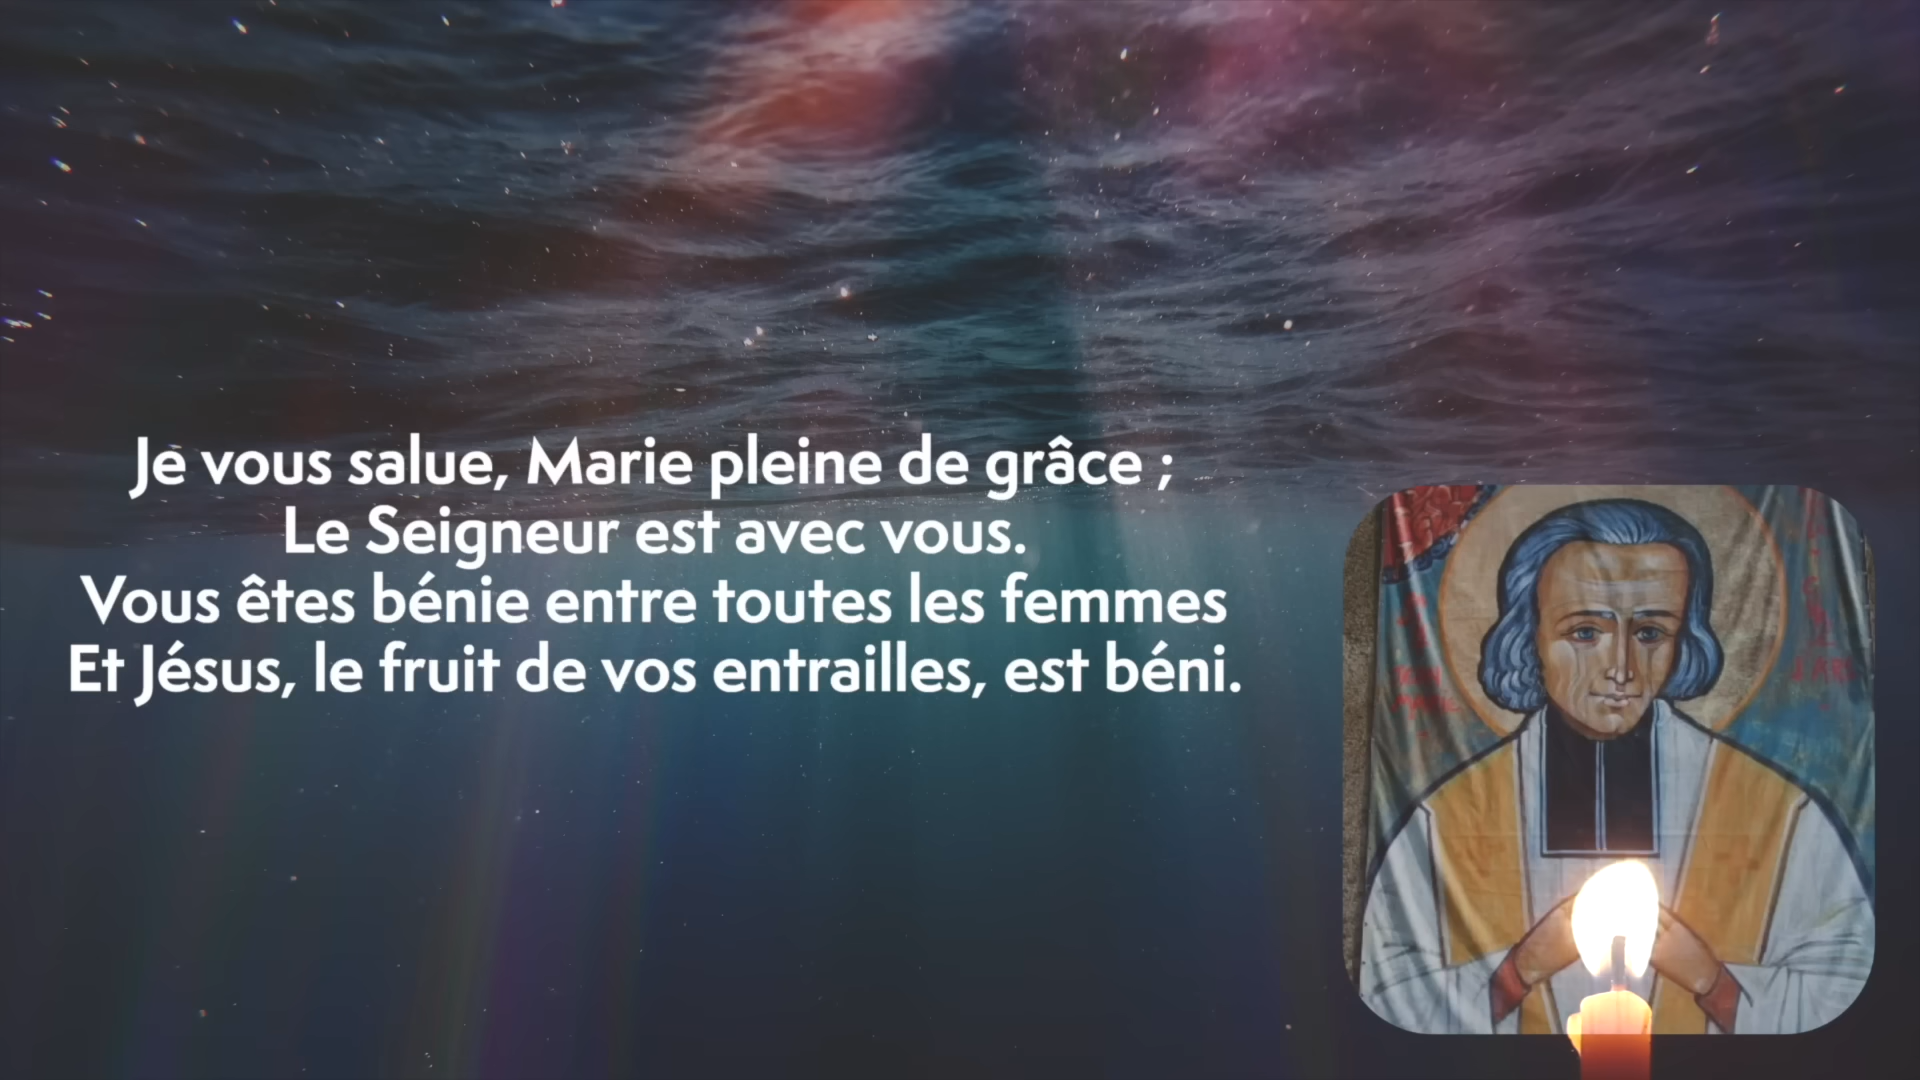 Je vous salue, Marie pleine de grâce ;
Le Seigneur est avec vous.
Vous êtes bénie entre toutes les femmes
Et Jésus, le fruit de vos entrailles, est béni.